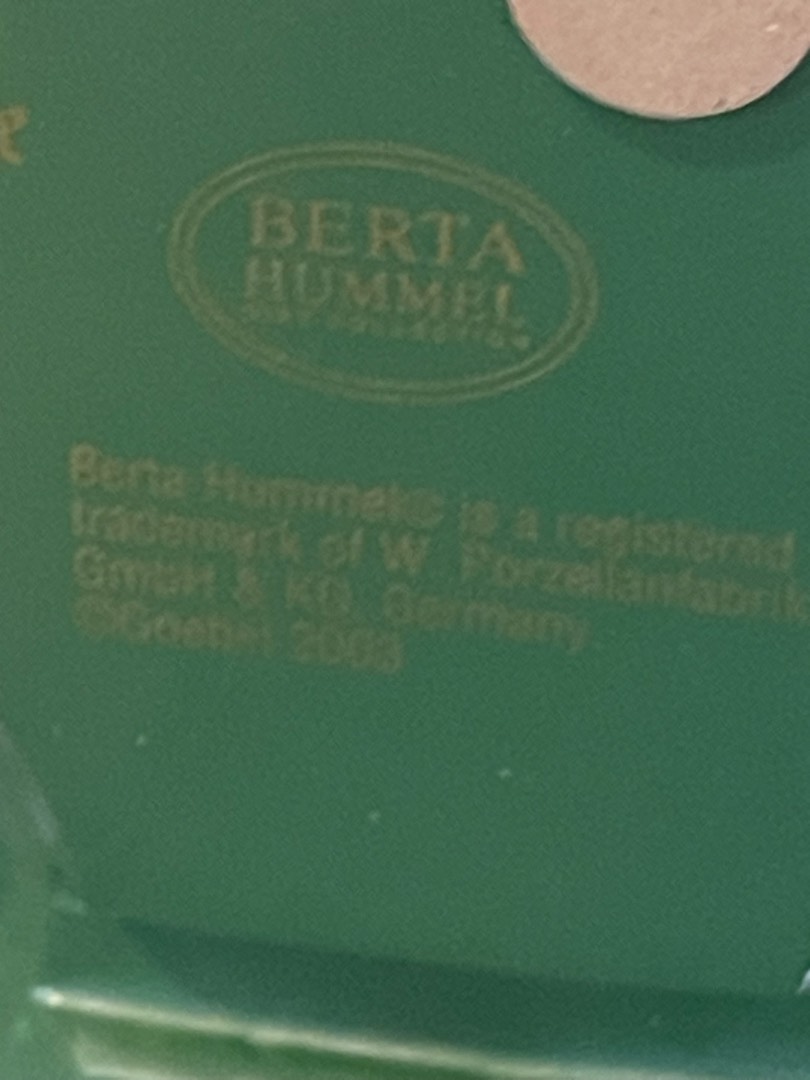 BERTA
HUMMEL
Berta Hummel® is a registered
trademark of W. Porzellanfabrik
GmbH & KG, Germany
©Goebel